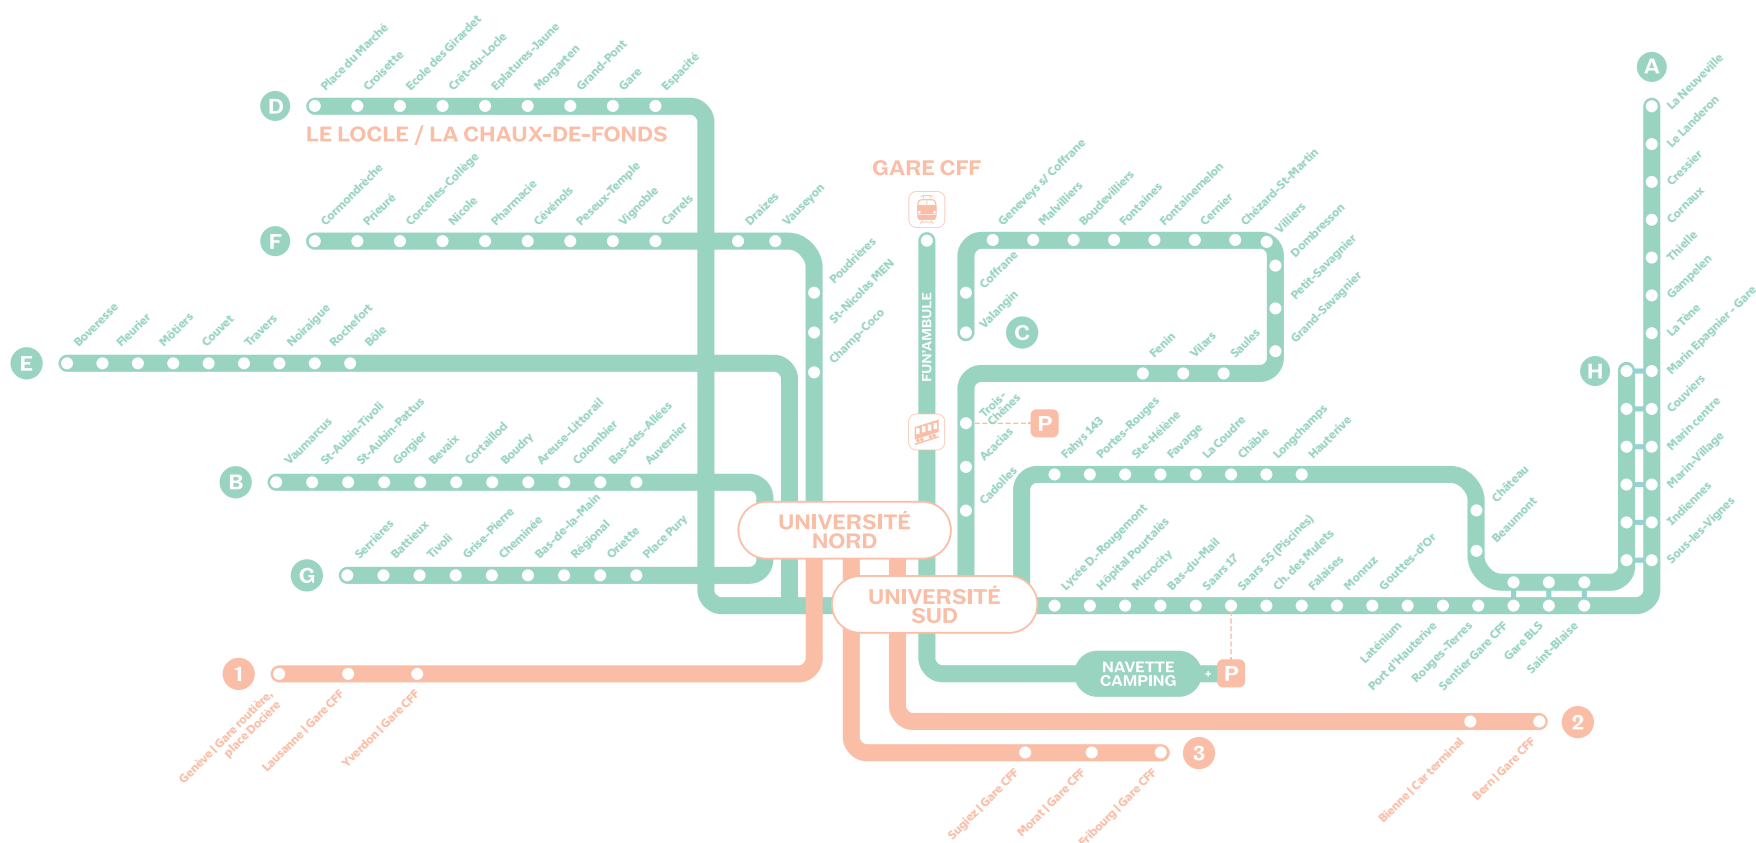 D
Place du Marché
Croisette
Ecole des Girardet
Crêt-du-Locle
Eplatures-Jaune
Morgarten
Grand-Pont
Gare
Espacité
LE LOCLE / LA CHAUX-DE-FONDS
F
Cormondrèche
Prieuré
Corcelles-Collège
Nicole
Pharmacie
Cévénols
Peseux-Temple
Vignoble
Carrels
Draizes
Vauseyon
Poudrières
St-Nicolas MEN
Champ-Coco
E
Boveresse
Fleurier
Môtiers
Couvet
Travers
Noiraigue
Rochefort
Bôle
B
Vaumarcus
St-Aubin-Tivoli
St-Aubin-Pattus
Gorgier
Bevaix
Cortaillod
Boudry
Areuse-Littorail
Colombier
Bas-des-Allées
Auvernier
G
Serrières
Battieux
Tivoli
Grise-Pierre
Cheminée
Bas-de-la-Main
Régional
Oriette
Place Pury
GARE CFF
FUN'AMBULE
UNIVERSITÉ
NORD
UNIVERSITÉ
SUD
C
Valangin
Coffrane
Geneveys s/ Coffrane
Malvilliers
Boudevilliers
Fontaines
Fontainemelon
Cernier
Chézard-St-Martin
Villiers
Dombresson
Petit-Savagnier
Grand-Savagnier
Saules
Vilars
Fenin
Trois-
Chênes
P
Acacias
Cadolles
A
La Neuveville
Le Landeron
Cressier
Cornaux
Thielle
Gampelen
La Tène
H
Marin Epagnier - Gare
Couviers
Marin centre
Marin-Village
Indiennes
Sous-les-Vignes
Fahys 143
Portes-Rouges
Ste-Hélène
Favarge
La Coudre
Châble
Longchamps
Hauterive
Château
Beaumont
Lycée D.-Rougemont
Hôpital Pourtalès
Microcity
Bas-du-Mail
Saars 17
Saars 55 (Piscines)
Ch. des Mulets
Falaises
Monruz
Gouttes-d'Or
Laténium
Port d'Hauterive
Rouges-Terres
Sentier Gare CFF
Gare BLS
Saint-Blaise
NAVETTE
CAMPING
+
P
1
Genève | Gare routière,
place Docière
Lausanne | Gare CFF
Yverdon | Gare CFF
2
Bienne | Car terminal
Bern | Gare CFF
3
Sugiez | Gare CFF
Morat | Gare CFF
Fribourg | Gare CFF